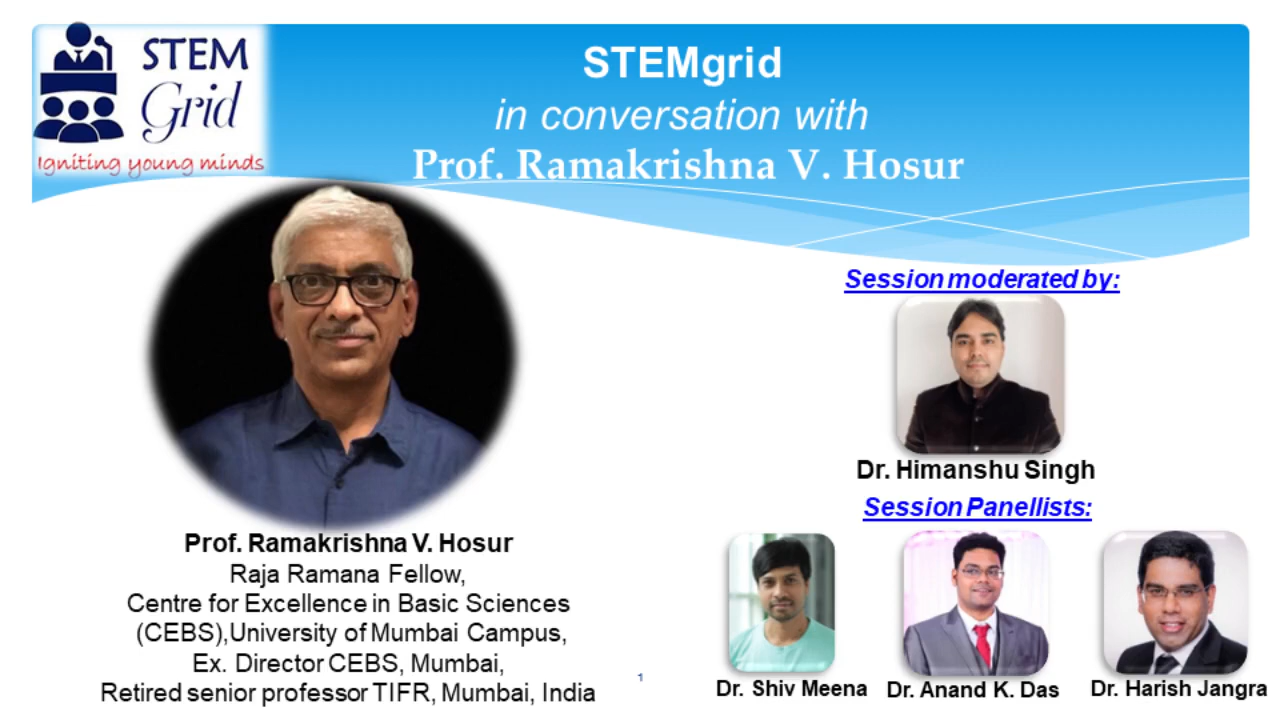 STEM
Grid
Igniting young minds
STEMgrid
in conversation with
Prof. Ramakrishna V. Hosur
Prof. Ramakrishna V. Hosur
Raja Ramana Fellow,
Centre for Excellence in Basic Sciences
(CEBS),University of Mumbai Campus,
Ex. Director CEBS, Mumbai,
Retired senior professor TIFR, Mumbai, India
1
Session moderated by:
Dr. Himanshu Singh
Session Panellists:
Dr. Shiv Meena
Dr. Anand K. Das
Dr. Harish Jangra